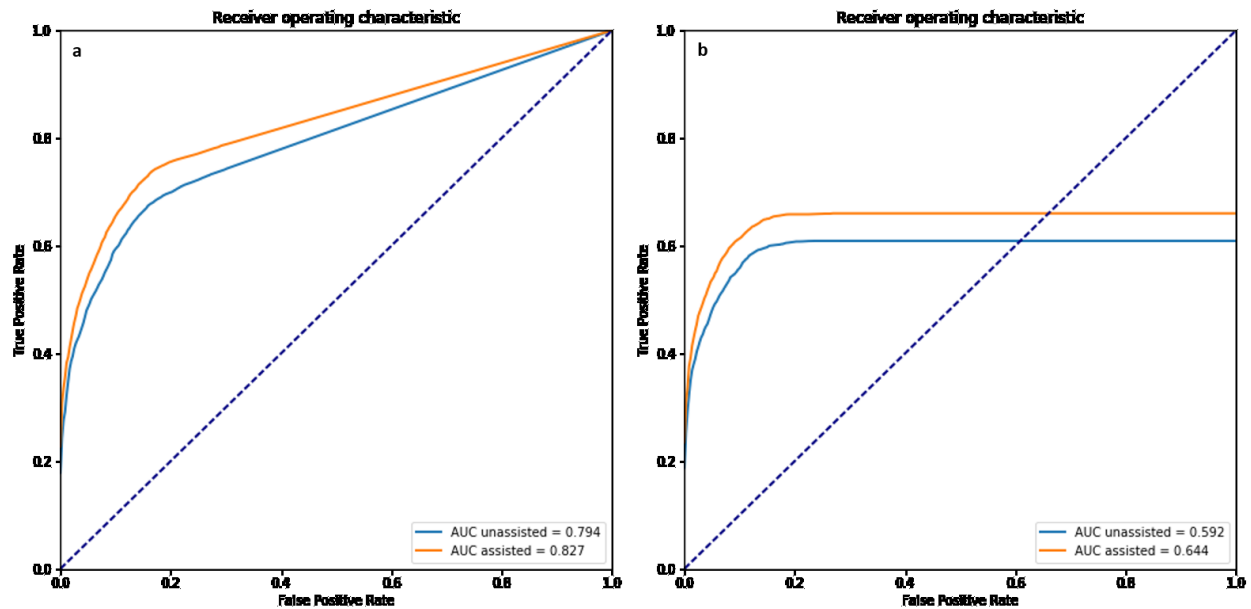 Receiver operating characteristic
a
1.0
0.8
0.6
0.4
0.2
0.0
True Positive Rate
AUC unassisted = 0.794
AUC assisted = 0.827
0.0 0.2 0.4 0.6 0.8 1.0
False Positive Rate
Receiver operating characteristic
b
1.0
0.8
0.6
0.4
0.2
0.0
True Positive Rate
AUC unassisted = 0.592
AUC assisted = 0.644
0.0 0.2 0.4 0.6 0.8 1.0
False Positive Rate